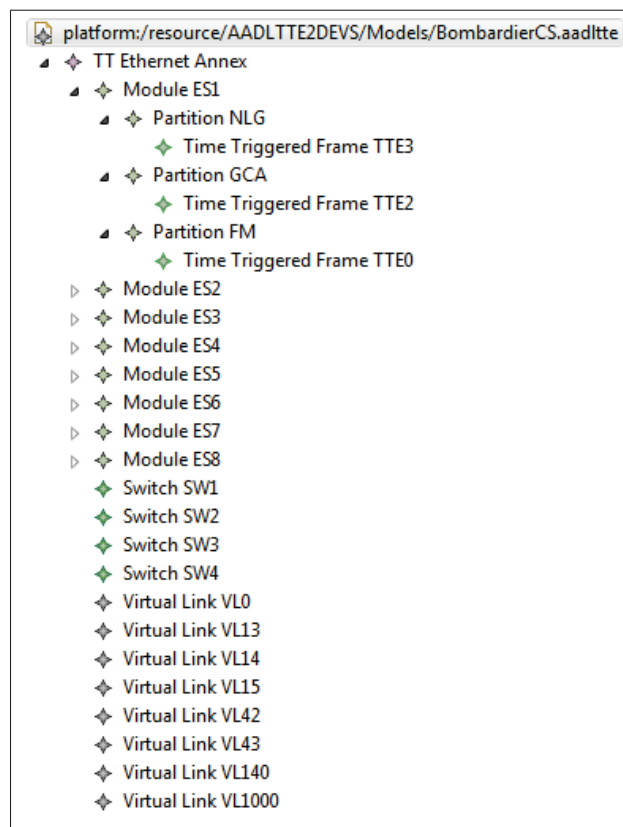 platform:/resource/AADLTTE2DEVS/Models/BombardierCS.aadltte
TT Ethernet Annex
Module ES1
Partition NLG
Time Triggered Frame TTE3
Partition GCA
Time Triggered Frame TTE2
Partition FM
Time Triggered Frame TTE0
Module ES2
Module ES3
Module ES4
Module ES5
Module ES6
Module ES7
Module ES8
Switch SW1
Switch SW2
Switch SW3
Switch SW4
Virtual Link VL0
Virtual Link VL13
Virtual Link VL14
Virtual Link VL15
Virtual Link VL42
Virtual Link VL43
Virtual Link VL140
Virtual Link VL1000